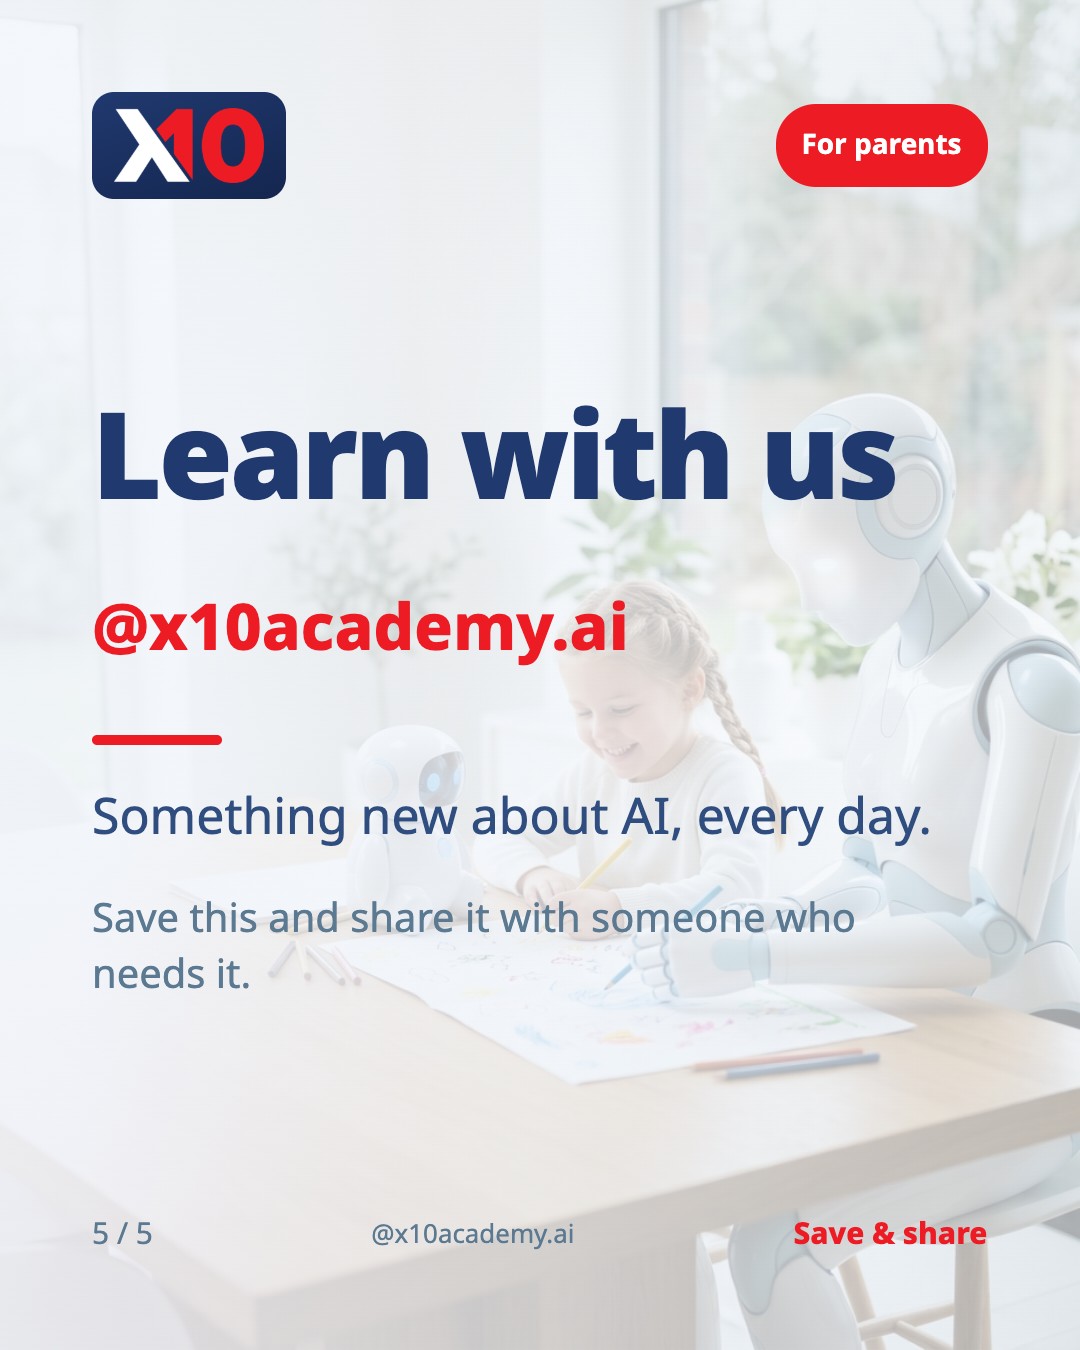 X10
For parents
Learn with us
@x10academy.ai
Something new about AI, every day.
Save this and share it with someone who
needs it.
5 / 5
@x10academy.ai
Save & share